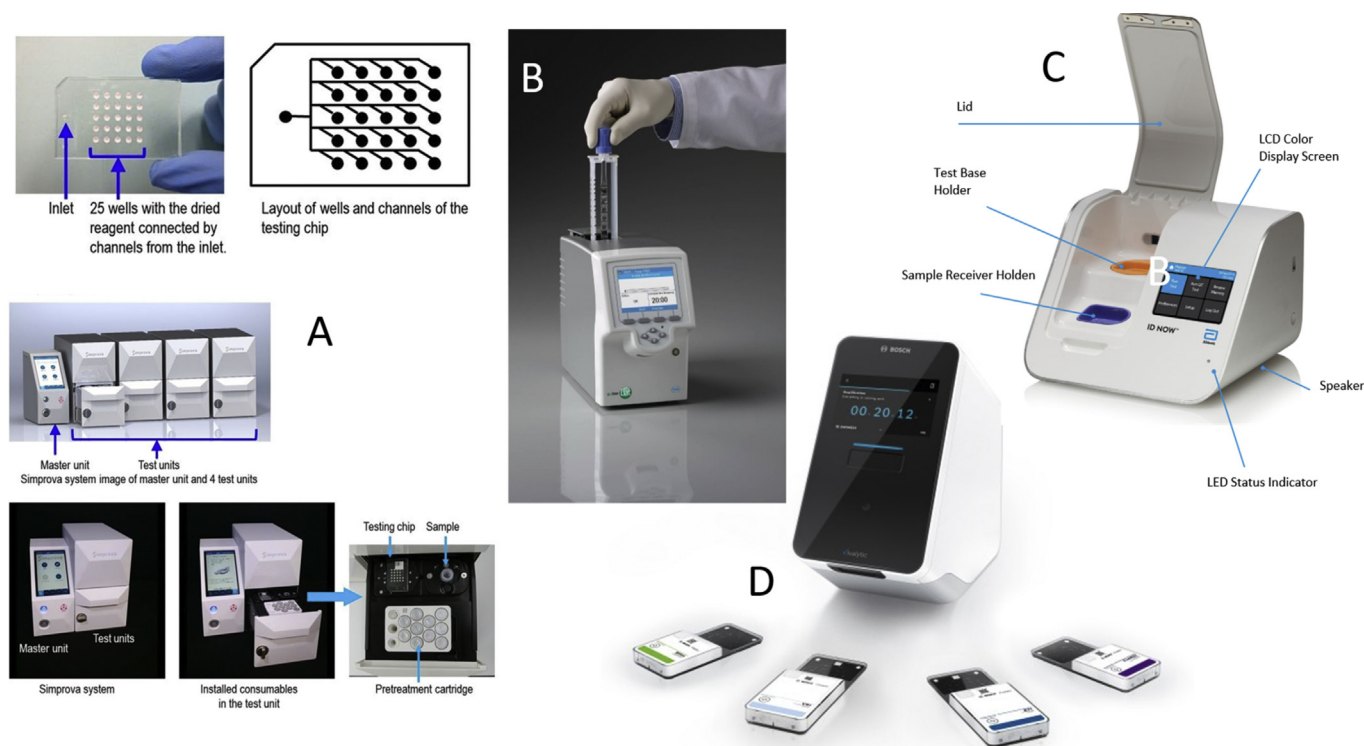 Inlet
25 wells with the dried
reagent connected by
channels from the inlet.
Layout of wells and channels of the
testing chip
A
Master unit
Test units
Simprova system image of master unit and 4 test units
Master unit
Test units
Simprova system
Installed consumables
in the test unit
Testing chip
Sample
Pretreatment cartridge
B
20:00
C
Lid
Test Base
Holder
Sample Receiver Holden
LCD Color
Display Screen
B
ID NOW™
Speaker
LED Status Indicator
D
BOSCH
00 20 12